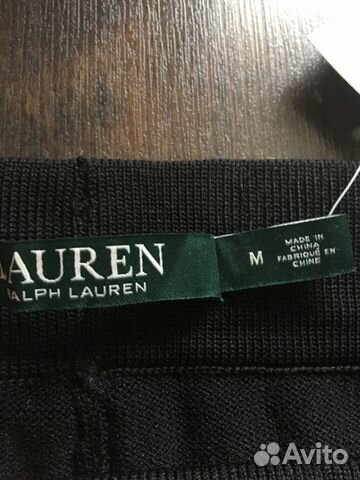 LAUREN
RALPH LAUREN
M
MADE IN
CHINA
FABRIQUÉ EN
CHINE
Avito